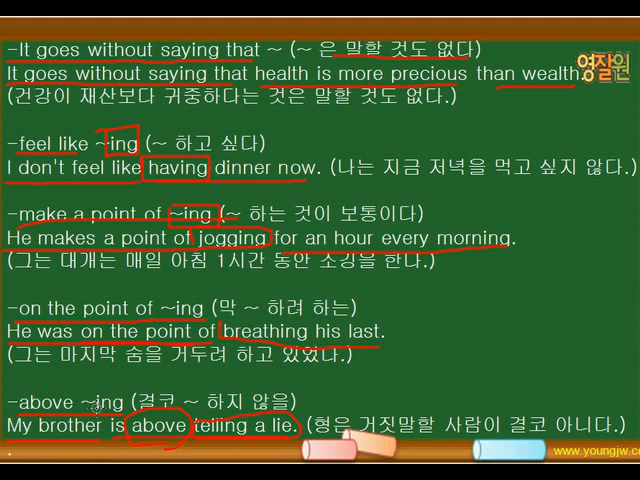 -It goes without saying that ~ (~ 은 말할 것도 없다)
It goes without saying that health is more precious than wealth.
(건강이 재산보다 귀중하다는 것은 말할 것도 없다.)
영잘원
-feel like ~ing (~ 하고 싶다)
I don't feel like having dinner now. (나는 지금 저녁을 먹고 싶지 않다.)
-make a point of ~ing (~ 하는 것이 보통이다)
He makes a point of jogging for an hour every morning.
(그는 대개는 매일 아침 1시간 동안 조깅을 한다.)
-on the point of ~ing (막 ~ 하려 하는)
He was on the point of breathing his last.
(그는 마지막 숨을 거두려 하고 있었다.)
-above ~ing (결코 ~ 하지 않을)
My brother is above telling a lie. (형은 거짓말할 사람이 결코 아니다.)
.
www.youngjw.co